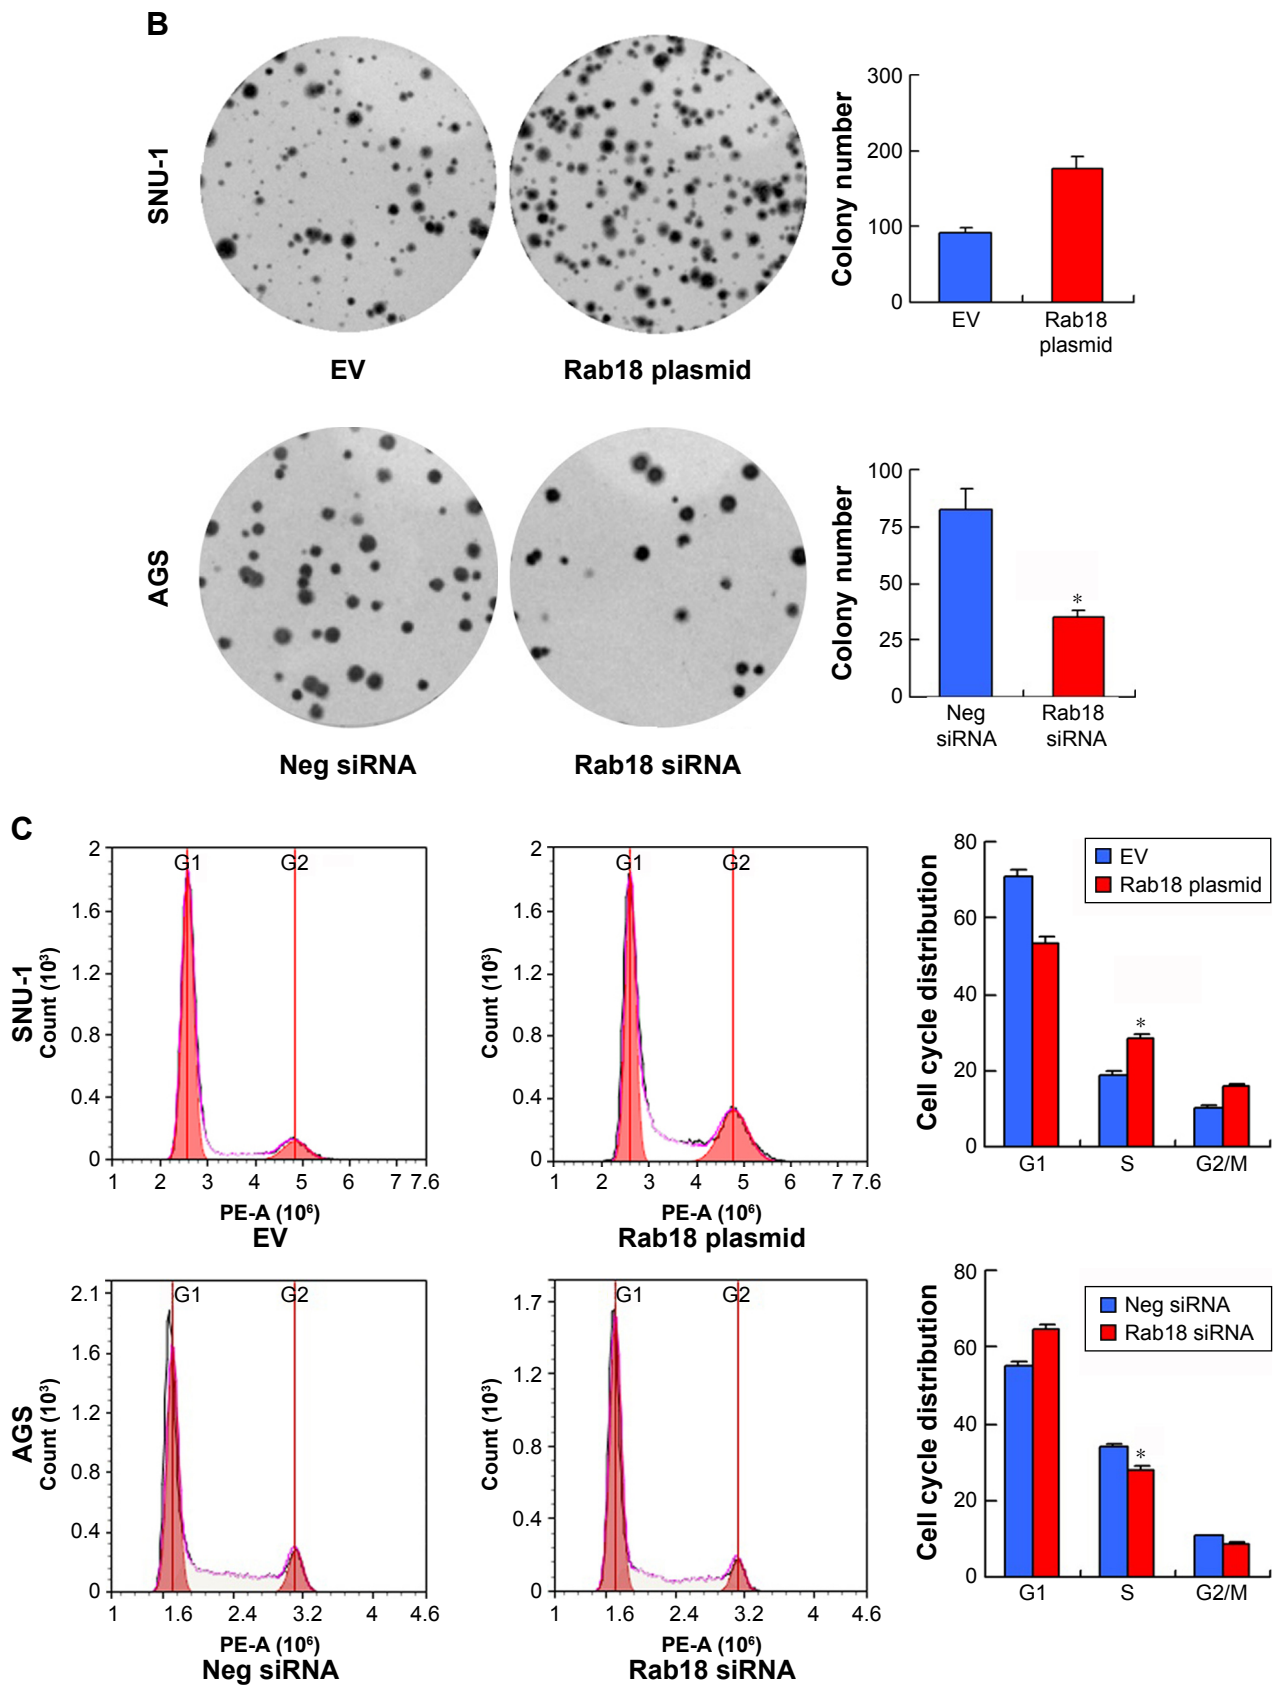 B
SNU-1
EV
Rab18 plasmid
Colony number
300
200
100
0
EV
Rab18
plasmid
AGS
Neg siRNA
Rab18 siRNA
Colony number
100
75
50
25
0
*
Neg
siRNA
Rab18
siRNA
C
SNU-1
Count (10³)
2
1.6
1.2
0.8
0.4
0
G1
G2
1 2 3 4 5 6 7 7.6
PE-A (10⁶)
EV
Count (10³)
2
1.6
1.2
0.8
0.4
0
G1
G2
1 2 3 4 5 6 7 7.6
PE-A (10⁶)
Rab18 plasmid
Cell cycle distribution
80
60
40
20
0
EV
Rab18 plasmid
*
G1 S G2/M
AGS
Count (10³)
2.1
1.6
1.2
0.8
0.4
0
G1
G2
1 1.6 2.4 3.2 4 4.6
PE-A (10⁶)
Neg siRNA
Count (10³)
1.7
1.2
0.8
0.4
0
G1
G2
1 1.6 2.4 3.2 4 4.6
PE-A (10⁶)
Rab18 siRNA
Cell cycle distribution
80
60
40
20
0
Neg siRNA
Rab18 siRNA
*
G1 S G2/M